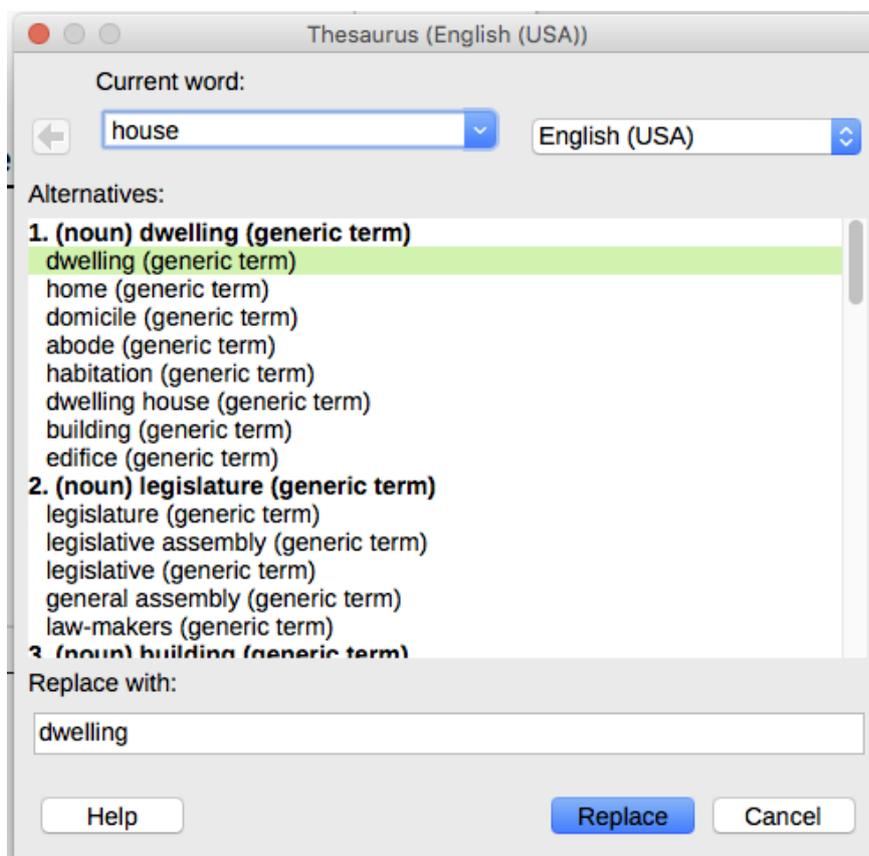 Thesaurus (English (USA))
Current word:
house
English (USA)
Alternatives:
1. (noun) dwelling (generic term)
dwelling (generic term)
home (generic term)
domicile (generic term)
abode (generic term)
habitation (generic term)
dwelling house (generic term)
building (generic term)
edifice (generic term)
2. (noun) legislature (generic term)
legislature (generic term)
legislative assembly (generic term)
legislative (generic term)
general assembly (generic term)
law-makers (generic term)
3. (noun) building (generic term)
Replace with:
dwelling
Help
Replace
Cancel